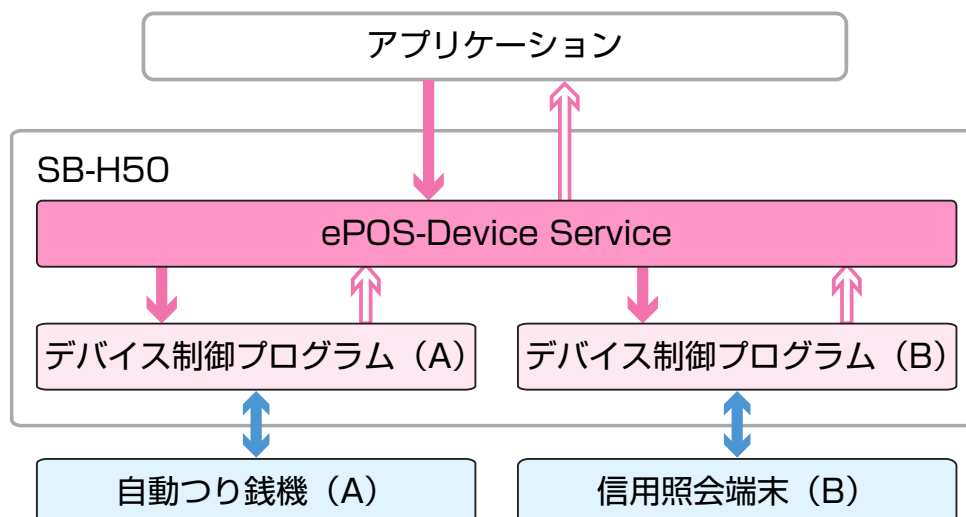 アプリケーション
SB-H50
ePOS-Device Service
デバイス制御プログラム（A）
デバイス制御プログラム（B）
自動つり銭機（A）
信用照会端末（B）